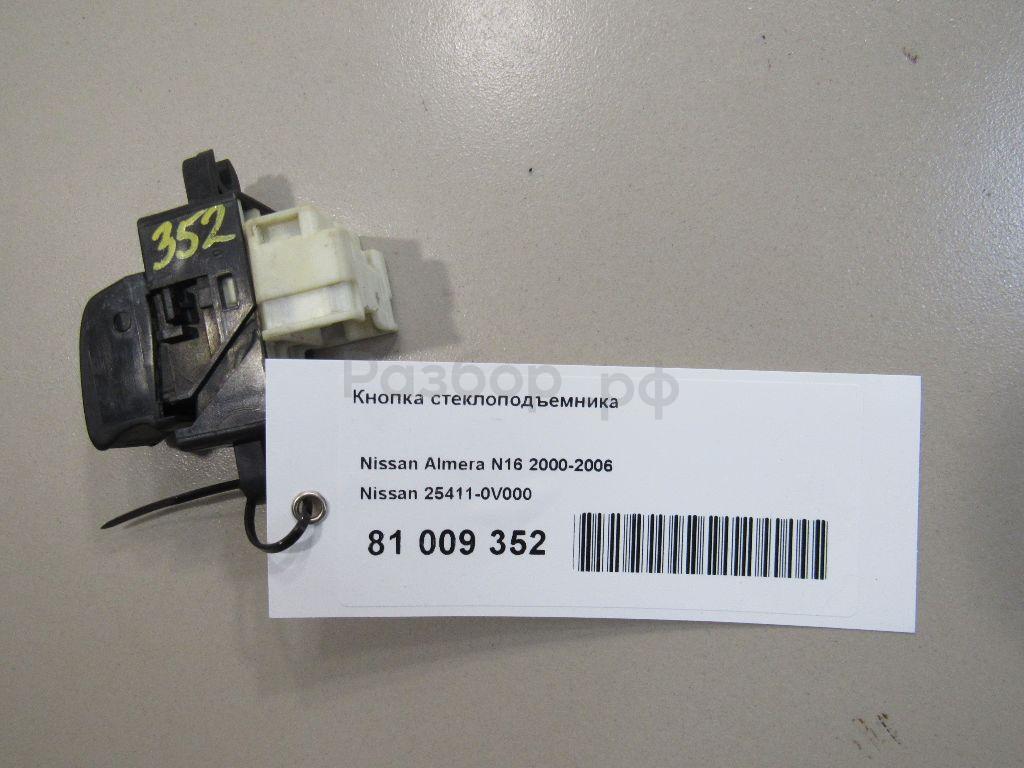 352
Разбор.рф
Кнопка стеклоподъемника
Nissan Almera N16 2000-2006
Nissan 25411-0V000
81 009 352